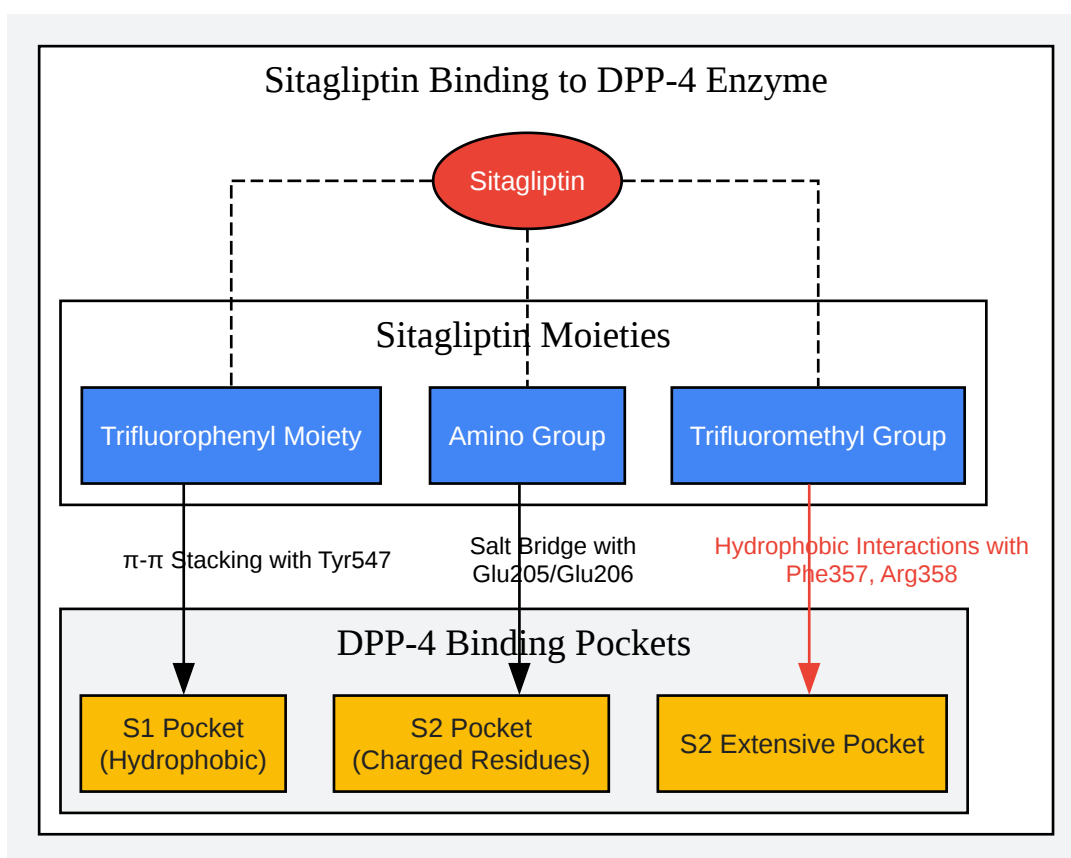 Sitagliptin Binding to DPP-4 Enzyme
Sitagliptin
Sitagliptin Moieties
Trifluorophenyl Moiety
Amino Group
Trifluoromethyl Group
π-π Stacking with Tyr547
Salt Bridge with
Glu205/Glu206
Hydrophobic Interactions with
Phe357, Arg358
DPP-4 Binding Pockets
S1 Pocket
(Hydrophobic)
S2 Pocket
(Charged Residues)
S2 Extensive Pocket